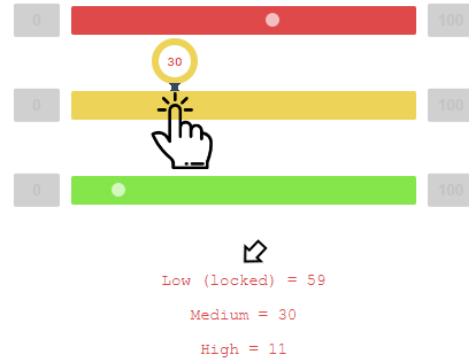 0 100
30
0 100
0 100
Low (locked) = 59
Medium = 30
High = 11